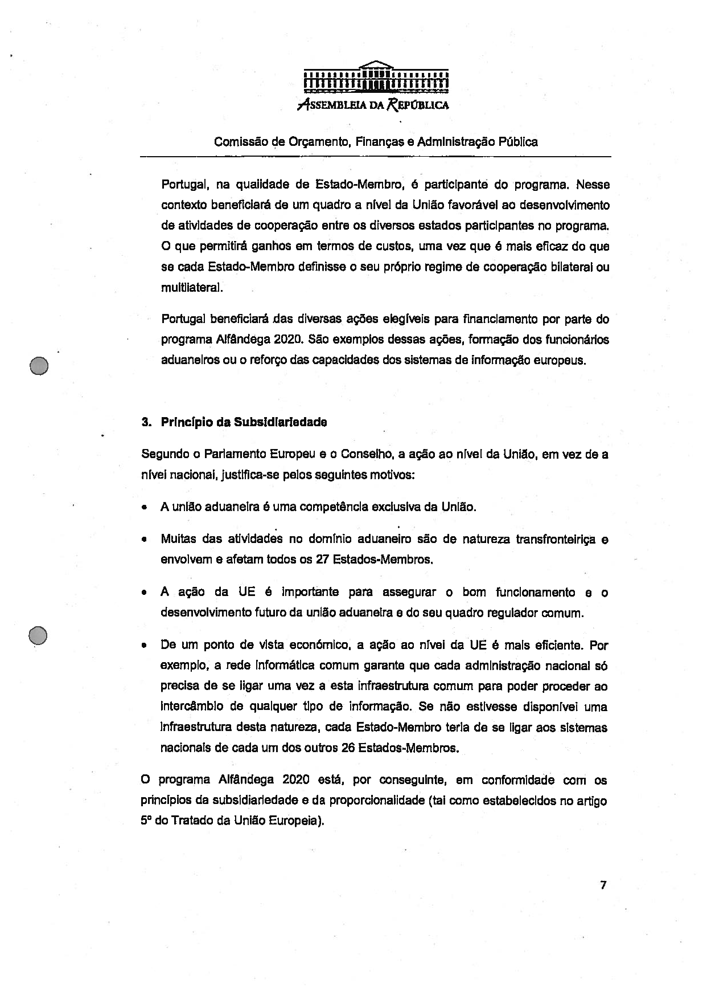 ASSEMBLEIA DA REPÚBLICA
Comissão de Orçamento, Finanças e Administração Pública
Portugal, na qualidade de Estado-Membro, é participante do programa. Nesse
contexto beneficiará de um quadro a nível da União favorável ao desenvolvimento
de atividades de cooperação entre os diversos estados participantes no programa.
O que permitirá ganhos em termos de custos, uma vez que é mais eficaz do que
se cada Estado-Membro definisse o seu próprio regime de cooperação bilateral ou
multilateral.
Portugal beneficiará das diversas ações elegíveis para financiamento por parte do
programa Alfândega 2020. São exemplos dessas ações, formação dos funcionários
aduaneiros ou o reforço das capacidades dos sistemas de informação europeus.
3. Princípio da Subsidiariedade
Segundo o Parlamento Europeu e o Conselho, a ação ao nível da União, em vez de a
nível nacional, justifica-se pelos seguintes motivos:
• A união aduaneira é uma competência exclusiva da União.
• Muitas das atividades no domínio aduaneiro são de natureza transfronteiriça e
envolvem e afetam todos os 27 Estados-Membros.
• A ação da UE é importante para assegurar o bom funcionamento e o
desenvolvimento futuro da união aduaneira e do seu quadro regulador comum.
• De um ponto de vista económico, a ação ao nível da UE é mais eficiente. Por
exemplo, a rede informática comum garante que cada administração nacional só
precisa de se ligar uma vez a esta infraestrutura comum para poder proceder ao
intercâmbio de qualquer tipo de informação. Se não estivesse disponível uma
infraestrutura desta natureza, cada Estado-Membro teria de se ligar aos sistemas
nacionais de cada um dos outros 26 Estados-Membros.
O programa Alfândega 2020 está, por conseguinte, em conformidade com os
princípios da subsidiariedade e da proporcionalidade (tal como estabelecidos no artigo
5º do Tratado da União Europeia).
7